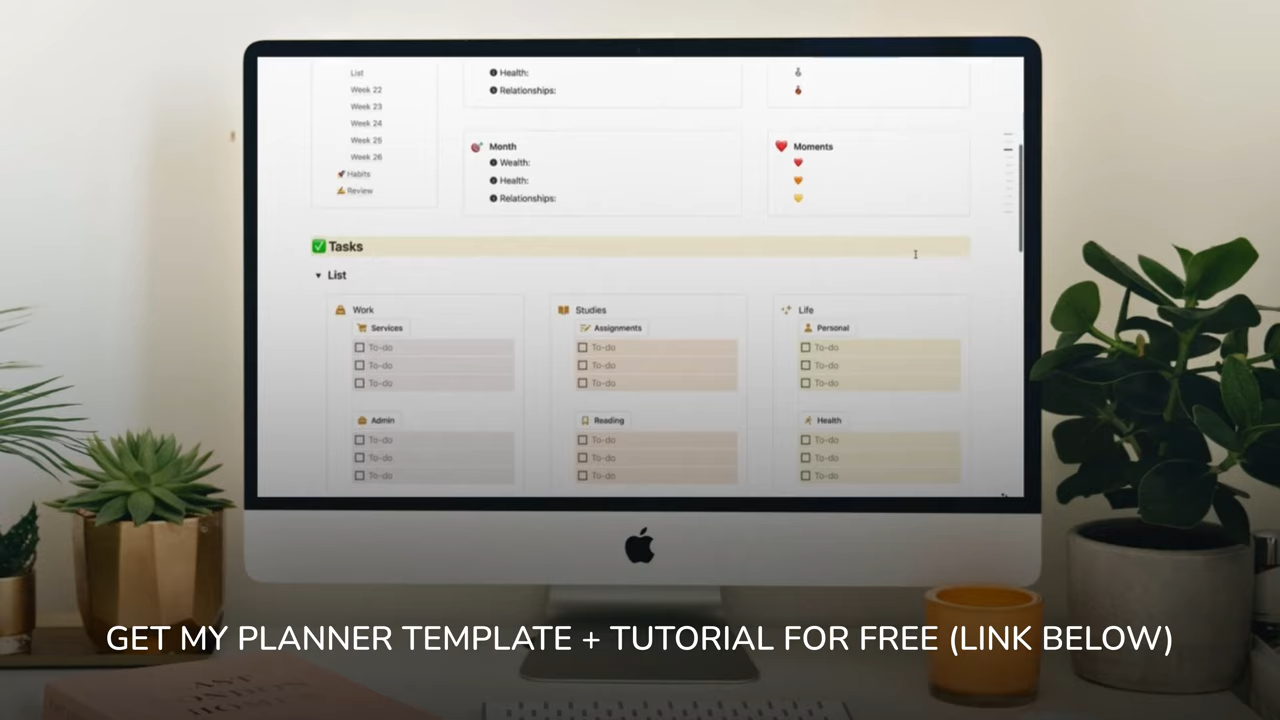 List
Week 22
Week 23
Week 24
Week 25
Week 26
Habits
Review
Health:
Relationships:
Month
Wealth:
Health:
Relationships:
Moments
Tasks
List
Work
Services
To-do
To-do
To-do
Admin
To-do
To-do
To-do
Studies
Assignments
To-do
To-do
To-do
Reading
To-do
To-do
To-do
Life
Personal
To-do
To-do
To-do
Health
To-do
To-do
To-do
GET MY PLANNER TEMPLATE + TUTORIAL FOR FREE (LINK BELOW)